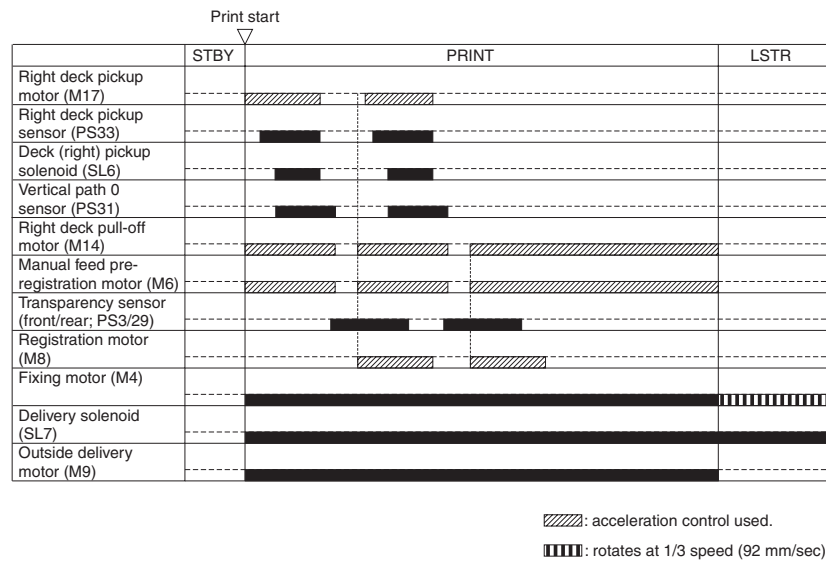 Print start
STBY
PRINT
LSTR
Right deck pickup
motor (M17)
Right deck pickup
sensor (PS33)
Deck (right) pickup
solenoid (SL6)
Vertical path 0
sensor (PS31)
Right deck pull-off
motor (M14)
Manual feed pre-
registration motor (M6)
Transparency sensor
(front/rear; PS3/29)
Registration motor
(M8)
Fixing motor (M4)
Delivery solenoid
(SL7)
Outside delivery
motor (M9)
: acceleration control used.
: rotates at 1/3 speed (92 mm/sec)